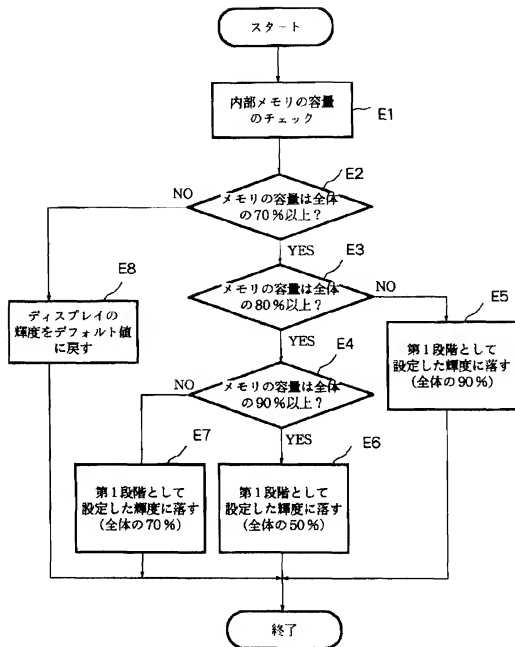 スタート
内部メモリの容量
のチェック
E1
E2
NO
メモリの容量は全体
の70%以上?
YES
E3
E8
メモリの容量は全体
の80%以上?
NO
E5
ディスプレイの
輝度をデフォルト値
に戻す
YES
E4
第1段階として
設定した輝度に落す
(全体の90%)
NO
メモリの容量は全体
の90%以上?
E7
YES
E6
第1段階として
設定した輝度に落す
(全体の70%)
第1段階として
設定した輝度に落す
(全体の50%)
終了